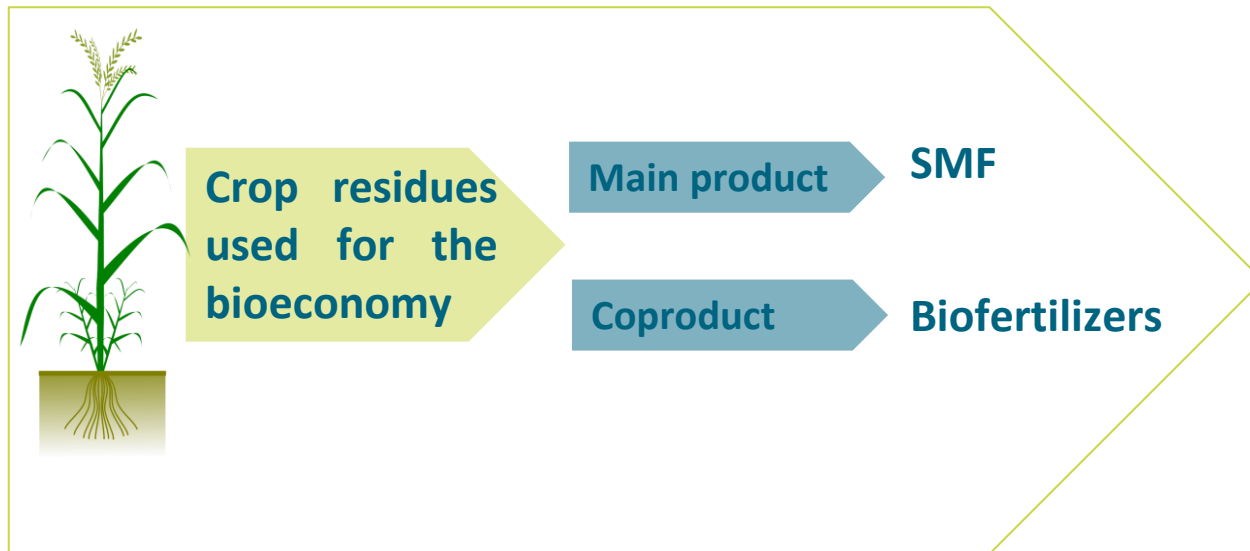 Crop residues
used for the
bioeconomy
Main product
SMF
Coproduct
Biofertilizers